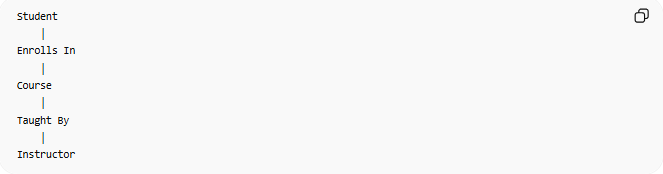 Student
|
Enrolls In
|
Course
|
Taught By
|
Instructor